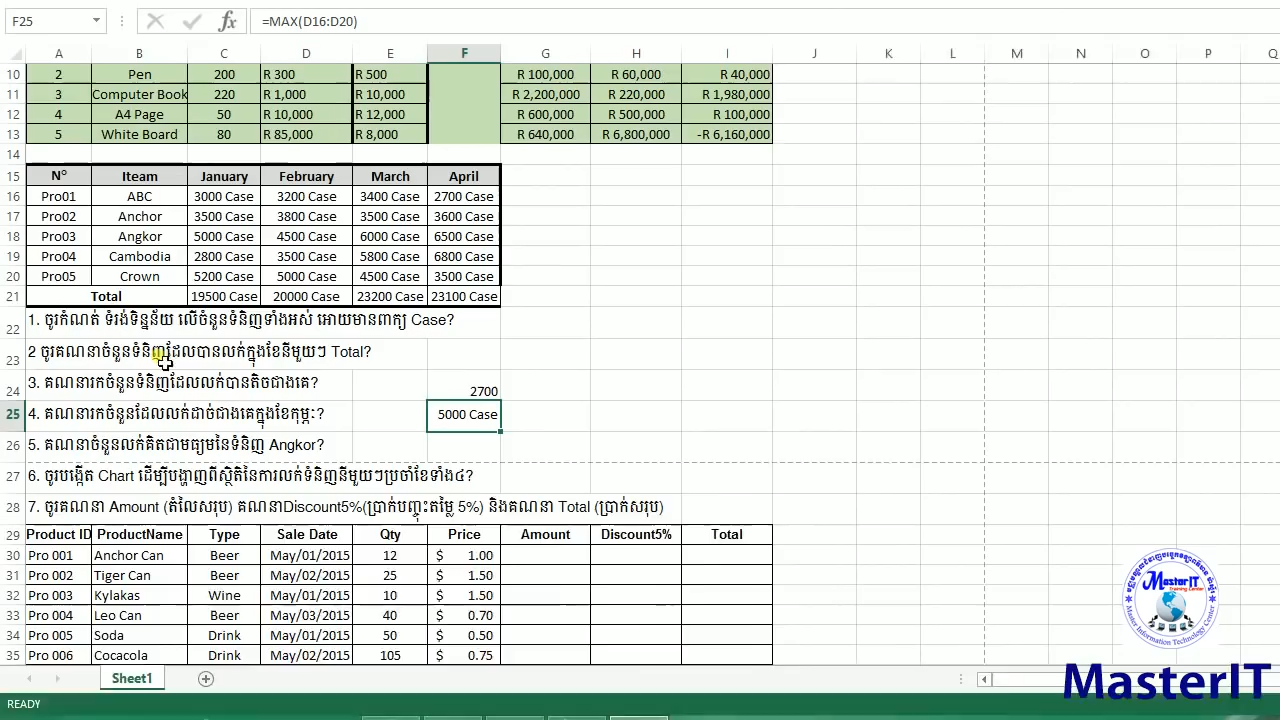 F25 =MAX(D16:D20)
A B C D E F G H I J K L M N O P Q
10 2 Pen 200 R 300 R 500 R 100,000 R 60,000 R 40,000
11 3 Computer Book 220 R 1,000 R 10,000 R 2,200,000 R 220,000 R 1,980,000
12 4 A4 Page 50 R 10,000 R 12,000 R 600,000 R 500,000 R 100,000
13 5 White Board 80 R 85,000 R 8,000 R 640,000 R 6,800,000 -R 6,160,000
14
15 N° Iteam January February March April
16 Pro01 ABC 3000 Case 3200 Case 3400 Case 2700 Case
17 Pro02 Anchor 3500 Case 3800 Case 3500 Case 3600 Case
18 Pro03 Angkor 5000 Case 4500 Case 6000 Case 6500 Case
19 Pro04 Cambodia 2800 Case 3500 Case 5800 Case 6800 Case
20 Pro05 Crown 5200 Case 5000 Case 4500 Case 3500 Case
21 Total 19500 Case 20000 Case 23200 Case 23100 Case
22 1. ចូរកំណត់ ទំរង់ទិន្នន័យ លើចំនួនទំនិញទាំងអស់ អោយមានពាក្យ Case?
23 2 ចូរគណនាចំនួនទំនិញដែលបានលក់ក្នុងខែនីមួយៗ Total?
24 3. គណនារកចំនួនទំនិញដែលលក់បានតិចជាងគេ? 2700
25 4. គណនារកចំនួនដែលលក់ដាច់ជាងគេក្នុងខែកុម្ភៈ? 5000 Case
26 5. គណនាចំនួនលក់គិតជាមធ្យមនៃទំនិញ Angkor?
27 6. ចូរបង្កើត Chart ដើម្បីបង្ហាញពីស្ថិតិនៃការលក់ទំនិញនីមួយៗប្រចាំខែទាំង៤?
28 7. ចូរគណនា Amount (តំលៃសរុប) គណនាDiscount5%(ប្រាក់បញ្ចុះតម្លៃ 5%) និងគណនា Total (ប្រាក់សរុប)
29 Product ID ProductName Type Sale Date Qty Price Amount Discount5% Total
30 Pro 001 Anchor Can Beer May/01/2015 12 $ 1.00
31 Pro 002 Tiger Can Beer May/02/2015 25 $ 1.50
32 Pro 003 Kylakas Wine May/01/2015 10 $ 1.50
33 Pro 004 Leo Can Beer May/03/2015 40 $ 0.70
34 Pro 005 Soda Drink May/01/2015 50 $ 0.50
35 Pro 006 Cocacola Drink May/02/2015 105 $ 0.75
MasterIT
Training Center
Master Information Technology Center
MasterIT
Sheet1
READY